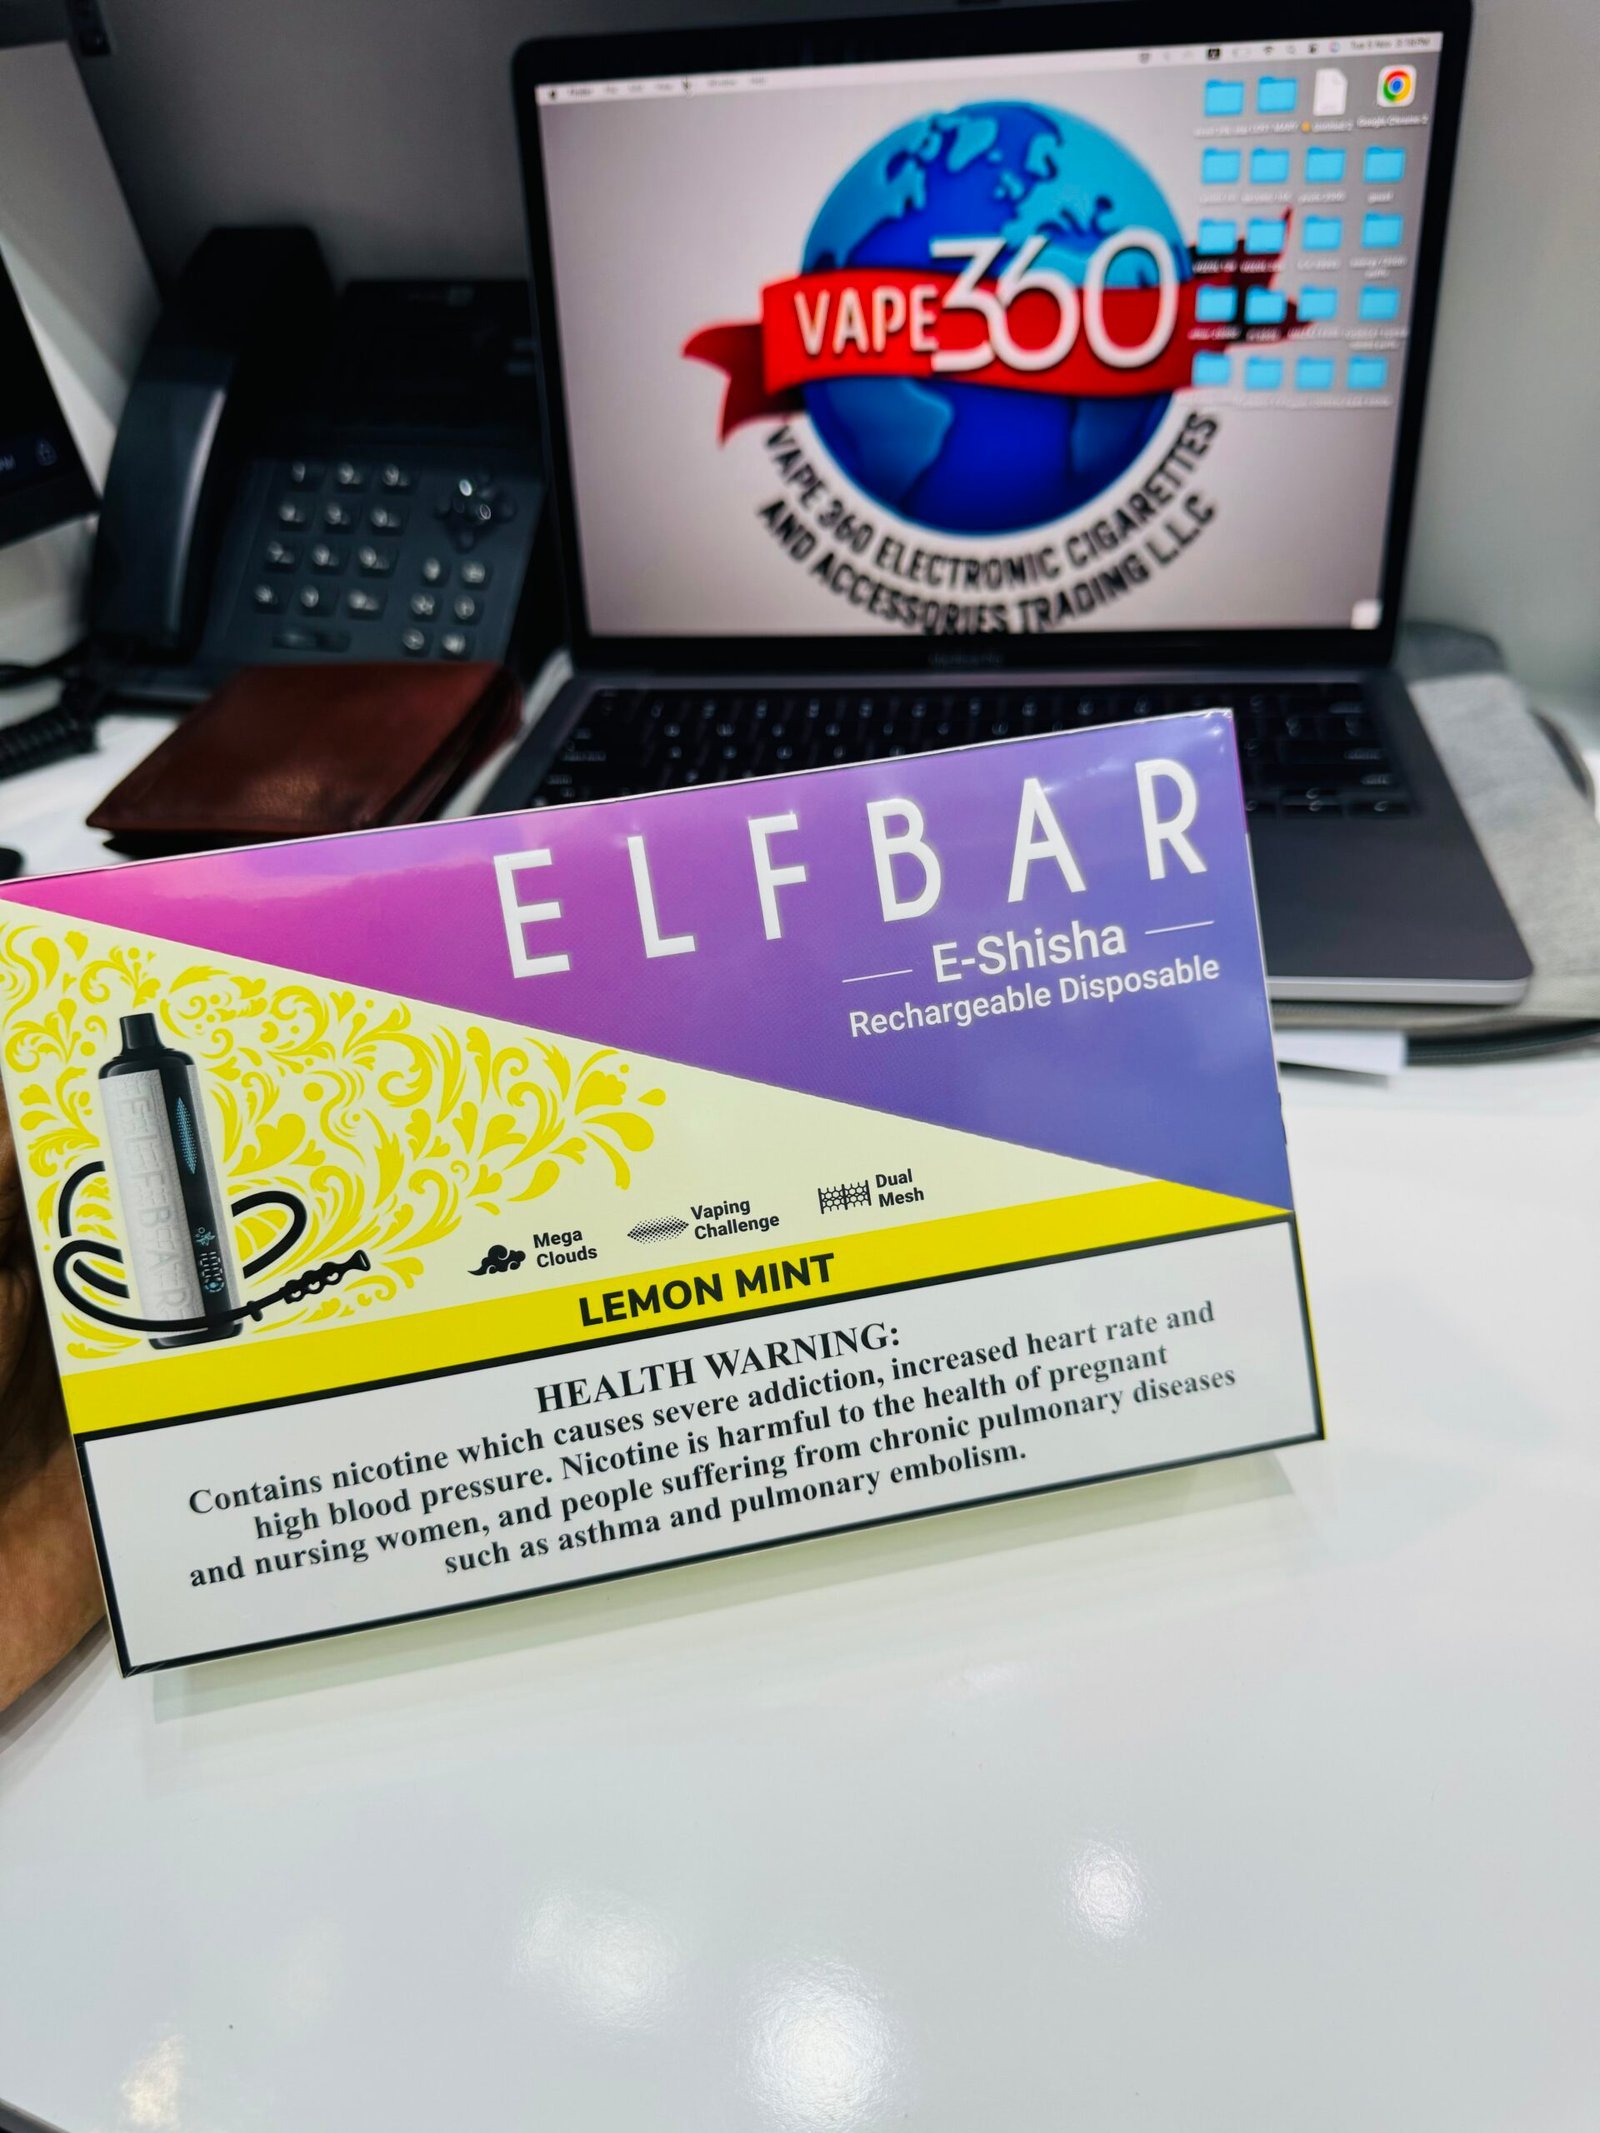 VAPE360
VAPE 360 ELECTRONIC CIGARETTES
AND ACCESSORIES TRADING L.L.C
ELFBAR
E-Shisha
Rechargeable Disposable
ELFBAR
Mega
Clouds
Vaping
Challenge
Dual
Mesh
LEMON MINT
HEALTH WARNING:
Contains nicotine which causes severe addiction, increased heart rate and
high blood pressure. Nicotine is harmful to the health of pregnant
and nursing women, and people suffering from chronic pulmonary diseases
such as asthma and pulmonary embolism.